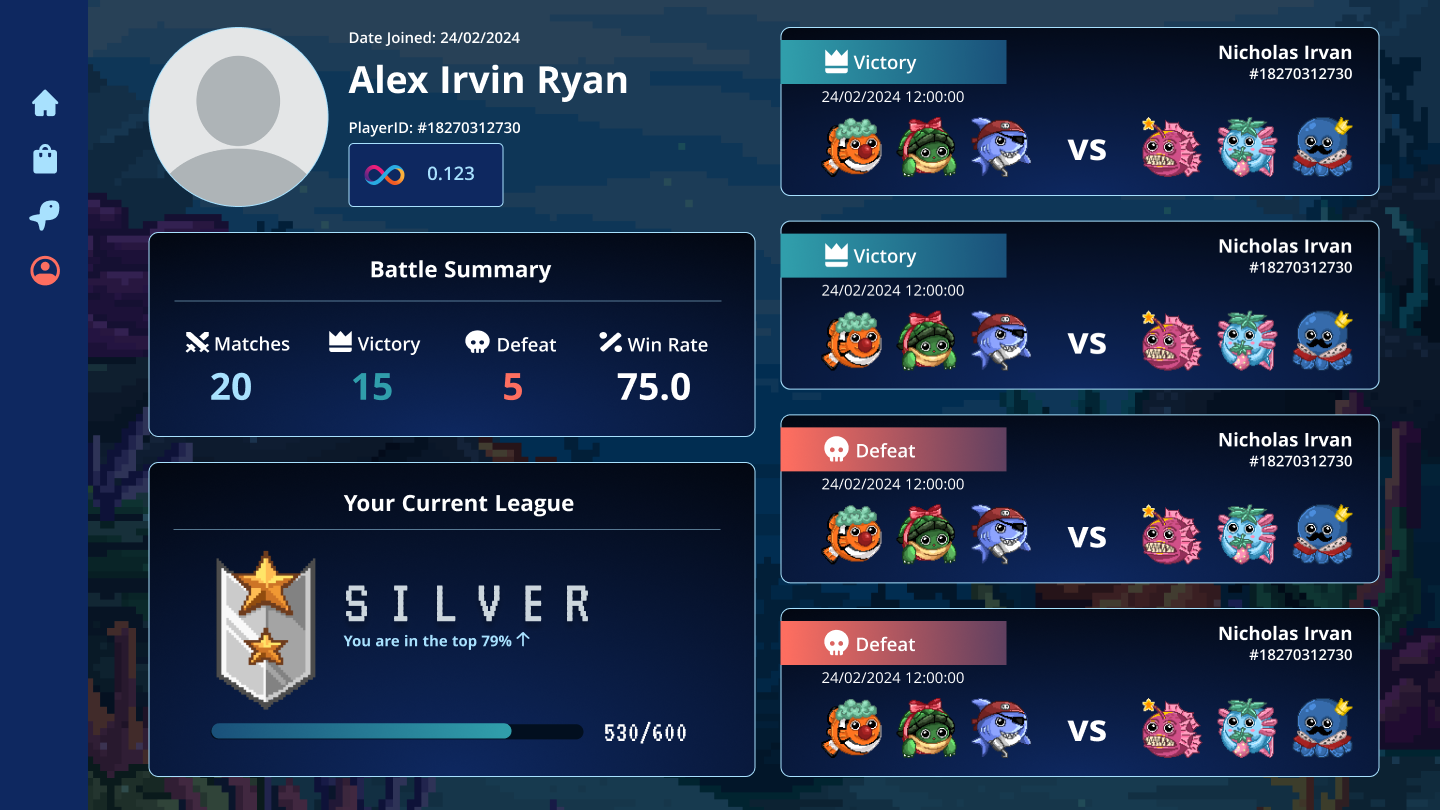 Date Joined: 24/02/2024
Alex Irvin Ryan
PlayerID: #18270312730
0.123
Battle Summary
Matches Victory Defeat Win Rate
20 15 5 75.0
Your Current League
SILVER
You are in the top 79%
530/600
Victory
Nicholas Irvan
#18270312730
24/02/2024 12:00:00
VS
Victory
Nicholas Irvan
#18270312730
24/02/2024 12:00:00
VS
Defeat
Nicholas Irvan
#18270312730
24/02/2024 12:00:00
VS
Defeat
Nicholas Irvan
#18270312730
24/02/2024 12:00:00
VS